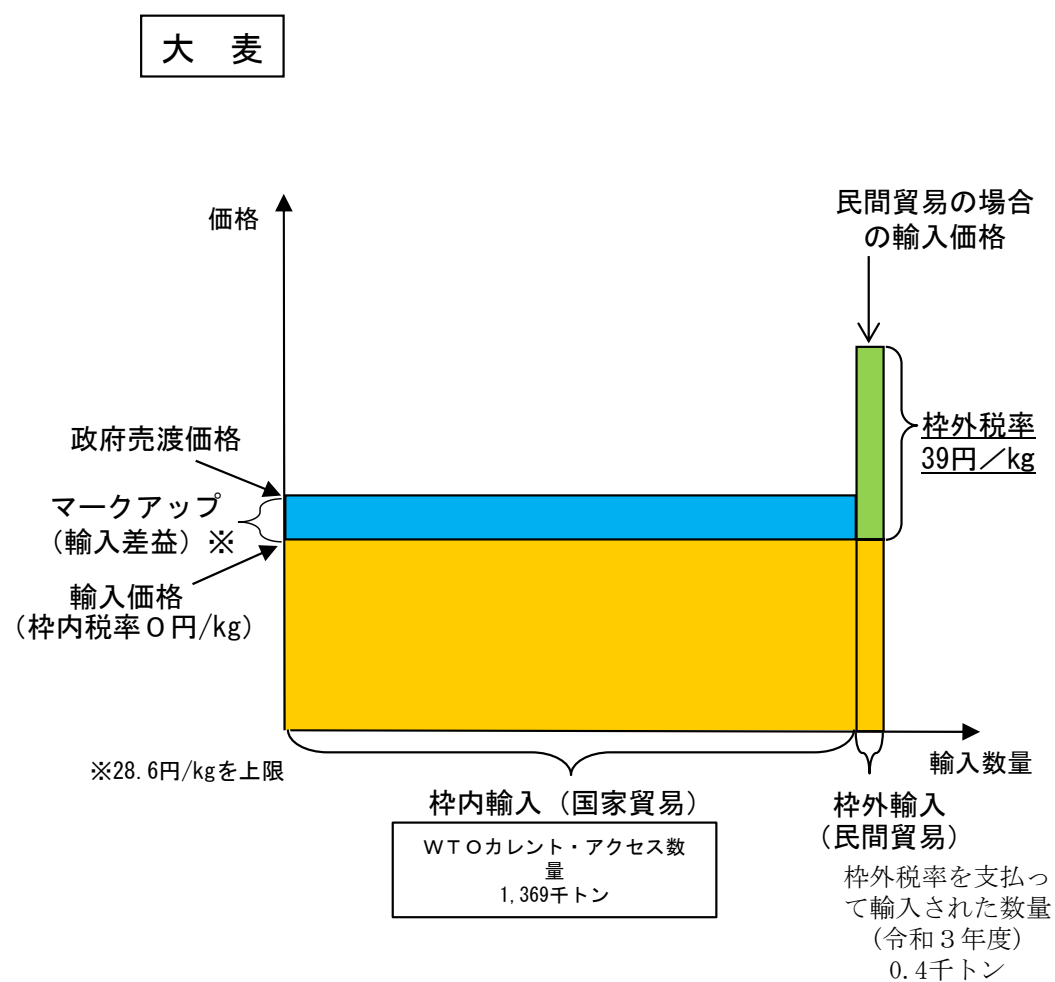 大　麦
価格
民間貿易の場合
の輸入価格
政府売渡価格
マークアップ
（輸入差益）※
輸入価格
（枠内税率０円/kg）
枠外税率
39円／kg
※28.6円/kgを上限
輸入数量
枠内輸入（国家貿易）
ＷＴＯカレント・アクセス数
量
1,369千トン
枠外輸入
（民間貿易）
枠外税率を支払っ
て輸入された数量
（令和３年度）
0.4千トン